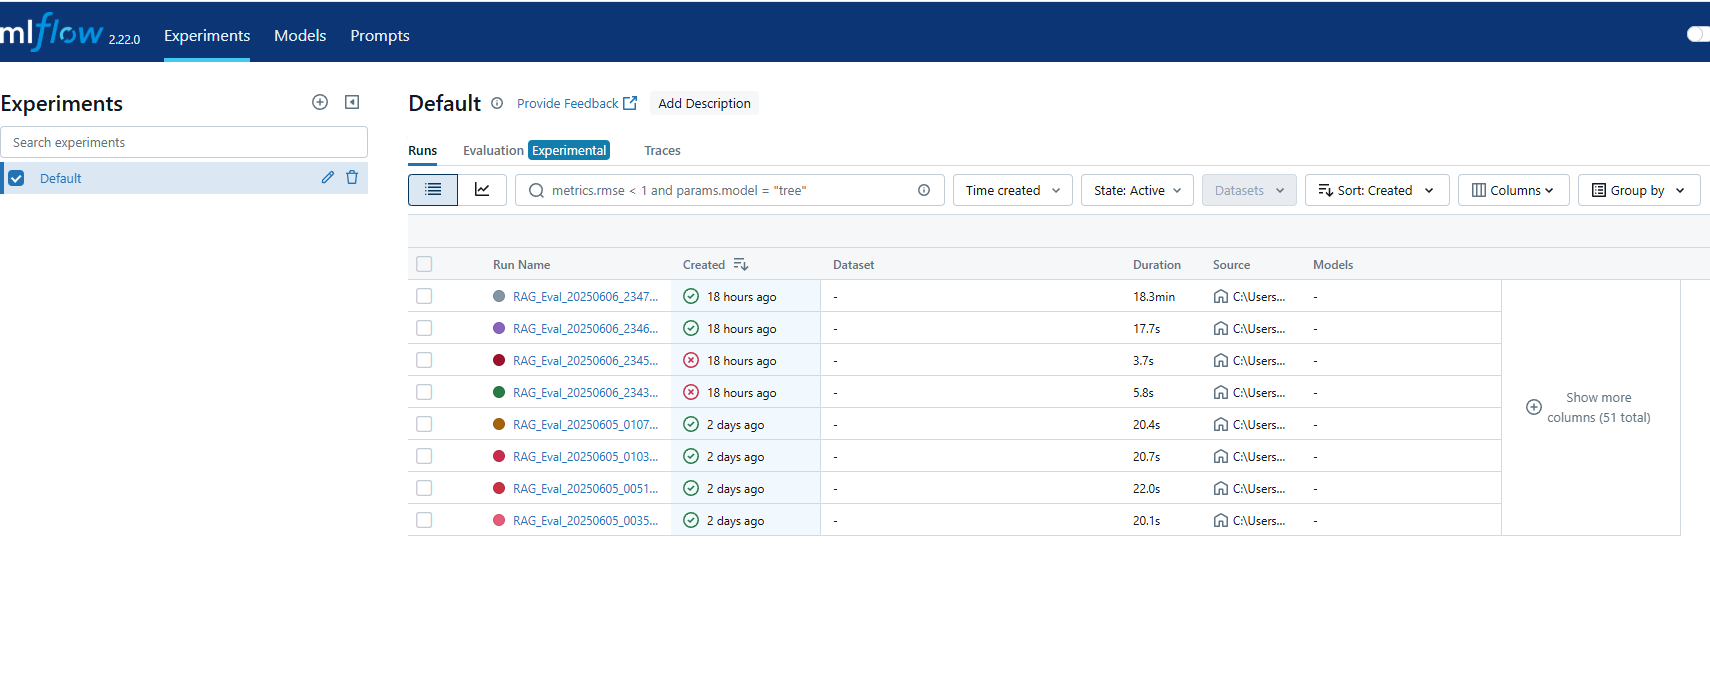 mlflow 2.22.0 Experiments Models Prompts
Experiments
Search experiments
Default
Default Provide Feedback Add Description
Runs Evaluation Experimental Traces
metrics.rmse < 1 and params.model = "tree" Time created State: Active Datasets Sort: Created Columns Group by
Run Name Created Dataset Duration Source Models
RAG_Eval_20250606_2347... 18 hours ago - 18.3min C:\Users... -
RAG_Eval_20250606_2346... 18 hours ago - 17.7s C:\Users... -
RAG_Eval_20250606_2345... 18 hours ago - 3.7s C:\Users... -
RAG_Eval_20250606_2343... 18 hours ago - 5.8s C:\Users... -
RAG_Eval_20250605_0107... 2 days ago - 20.4s C:\Users... -
RAG_Eval_20250605_0103... 2 days ago - 20.7s C:\Users... -
RAG_Eval_20250605_0051... 2 days ago - 22.0s C:\Users... -
RAG_Eval_20250605_0035... 2 days ago - 20.1s C:\Users... -
Show more
columns (51 total)